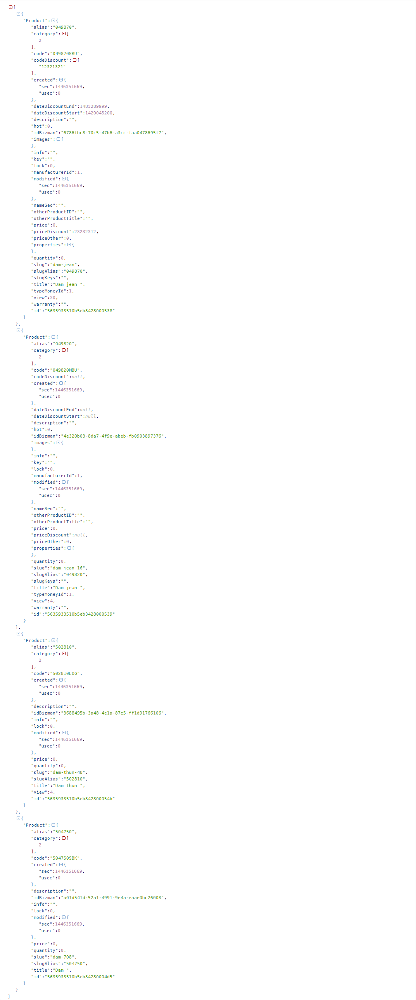 [
{
"Product":{
"alias":"049870",
"category":[
2
],
"code":"049870SBU",
"codeDiscount":[
"12321321"
],
"created":{
"sec":1446351669,
"usec":0
},
"dateDiscountEnd":1483289999,
"dateDiscountStart":1420045200,
"description":"",
"hot":0,
"idBizman":"6786fbc8-70c5-47b6-a3cc-faa0478695f7",
"images":{
},
"info":"",
"key":"",
"lock":0,
"manufacturerId":1,
"modified":{
"sec":1446351669,
"usec":0
},
"nameSeo":"",
"otherProductID":"",
"otherProductTitle":"",
"price":0,
"priceDiscount":23232312,
"priceOther":0,
"properties":{
},
"quantity":0,
"slug":"dam-jean",
"slugAlias":"049870",
"slugKeys":"",
"title":"Dam jean ",
"typeMoneyId":1,
"view":30,
"warranty":"",
"id":"5635933510b5eb3428000538"
}
},
{
"Product":{
"alias":"049820",
"category":[
2
],
"code":"049820MBU",
"codeDiscount":null,
"created":{
"sec":1446351669,
"usec":0
},
"dateDiscountEnd":null,
"dateDiscountStart":null,
"description":"",
"hot":0,
"idBizman":"4e320b03-8da7-4f9e-abeb-fb0903897376",
"images":{
},
"info":"",
"key":"",
"lock":0,
"manufacturerId":1,
"modified":{
"sec":1446351669,
"usec":0
},
"nameSeo":"",
"otherProductID":"",
"otherProductTitle":"",
"price":0,
"priceDiscount":null,
"priceOther":0,
"properties":{
},
"quantity":0,
"slug":"dam-jean-16",
"slugAlias":"049820",
"slugKeys":"",
"title":"Dam jean ",
"typeMoneyId":1,
"view":4,
"warranty":"",
"id":"5635933510b5eb3428000539"
}
},
{
"Product":{
"alias":"502810",
"category":[
2
],
"code":"502810LOG",
"created":{
"sec":1446351669,
"usec":0
},
"description":"",
"idBizman":"3688495b-3a48-4e1a-87c5-ff1d91766106",
"info":"",
"lock":0,
"modified":{
"sec":1446351669,
"usec":0
},
"price":0,
"quantity":0,
"slug":"dam-thun-48",
"slugAlias":"502810",
"title":"Dam thun ",
"view":4,
"id":"5635933510b5eb342800054b"
}
},
{
"Product":{
"alias":"504750",
"category":[
2
],
"code":"504750SBK",
"created":{
"sec":1446351669,
"usec":0
},
"description":"",
"idBizman":"a01d541d-52a1-4991-9e4a-eaae0bc26008",
"info":"",
"lock":0,
"modified":{
"sec":1446351669,
"usec":0
},
"price":0,
"quantity":0,
"slug":"dam-708",
"slugAlias":"504750",
"title":"Dam ",
"id":"5635933510b5eb34280004d5"
}
}
]